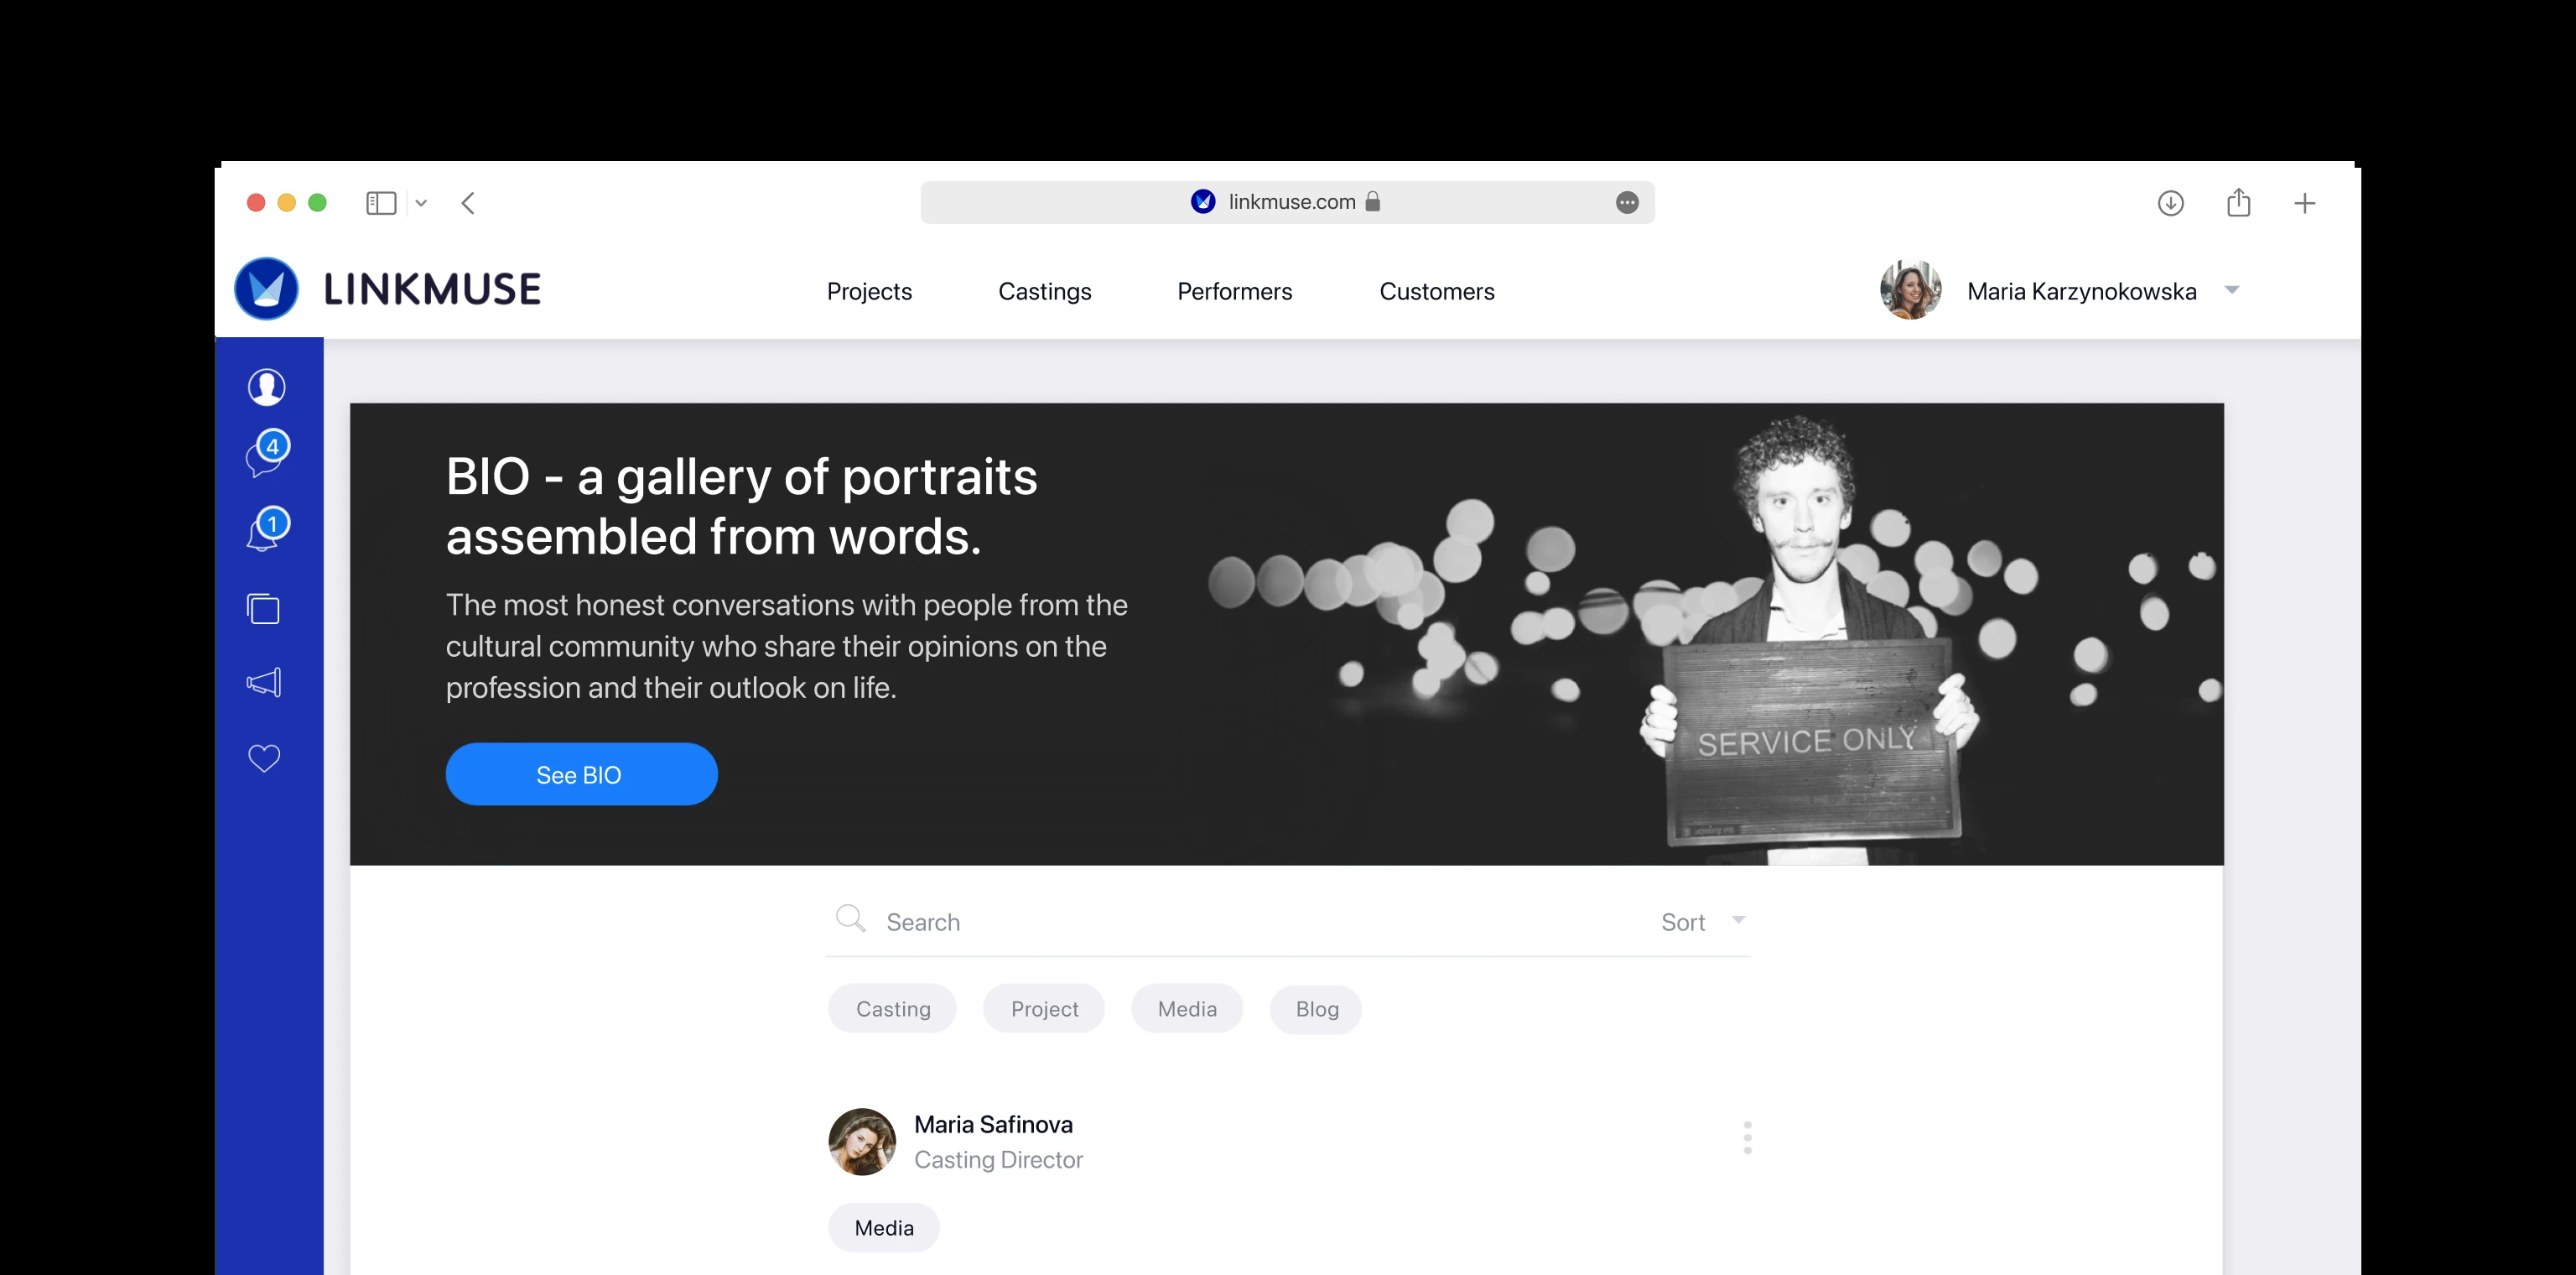 linkmuse.com
LINKMUSE
Projects
Castings
Performers
Customers
Maria Karzynokowska
4
1
BIO - a gallery of portraits
assembled from words.
The most honest conversations with people from the
cultural community who share their opinions on the
profession and their outlook on life.
See BIO
SERVICE ONLY
Search
Sort
Casting
Project
Media
Blog
Maria Safinova
Casting Director
Media